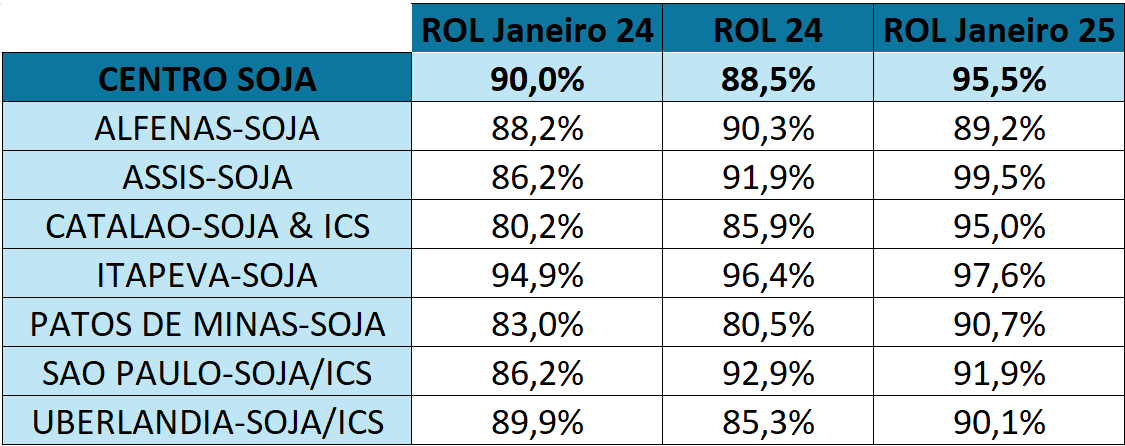 ROL Janeiro 24 ROL 24 ROL Janeiro 25
CENTRO SOJA 90,0% 88,5% 95,5%
ALFENAS-SOJA 88,2% 90,3% 89,2%
ASSIS-SOJA 86,2% 91,9% 99,5%
CATALAO-SOJA & ICS 80,2% 85,9% 95,0%
ITAPEVA-SOJA 94,9% 96,4% 97,6%
PATOS DE MINAS-SOJA 83,0% 80,5% 90,7%
SAO PAULO-SOJA/ICS 86,2% 92,9% 91,9%
UBERLANDIA-SOJA/ICS 89,9% 85,3% 90,1%